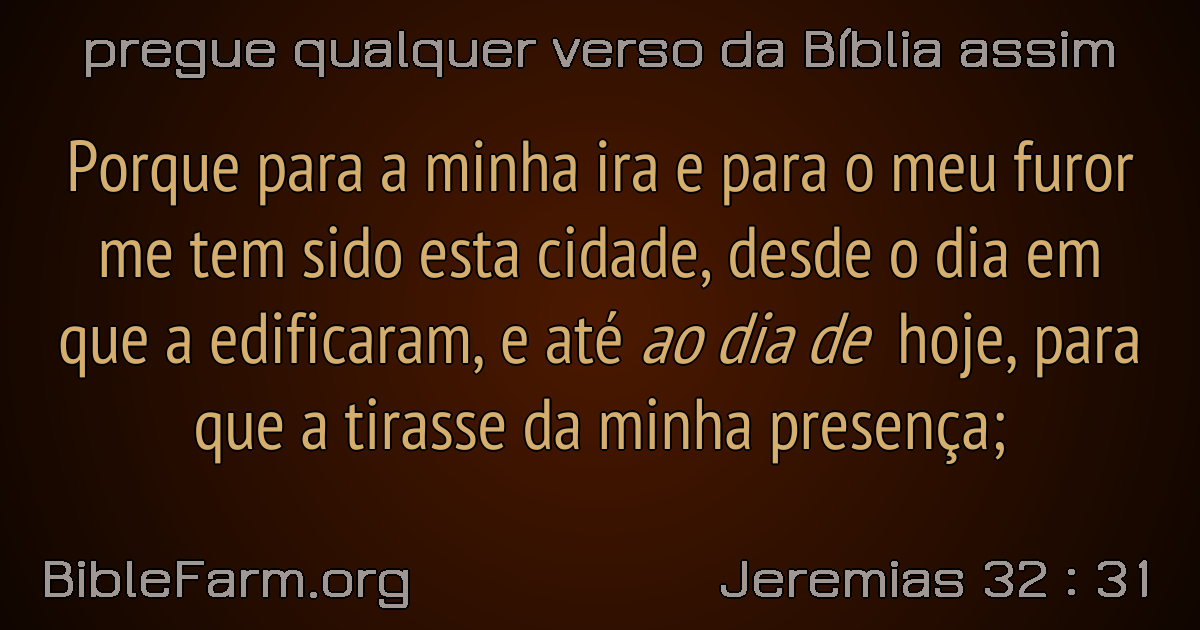 pregue qualquer verso da Bíblia assim
Porque para a minha ira e para o meu furor
me tem sido esta cidade, desde o dia em
que a edificaram, e até ao dia de hoje, para
que a tirasse da minha presença;
BibleFarm.org
Jeremias 32 : 31